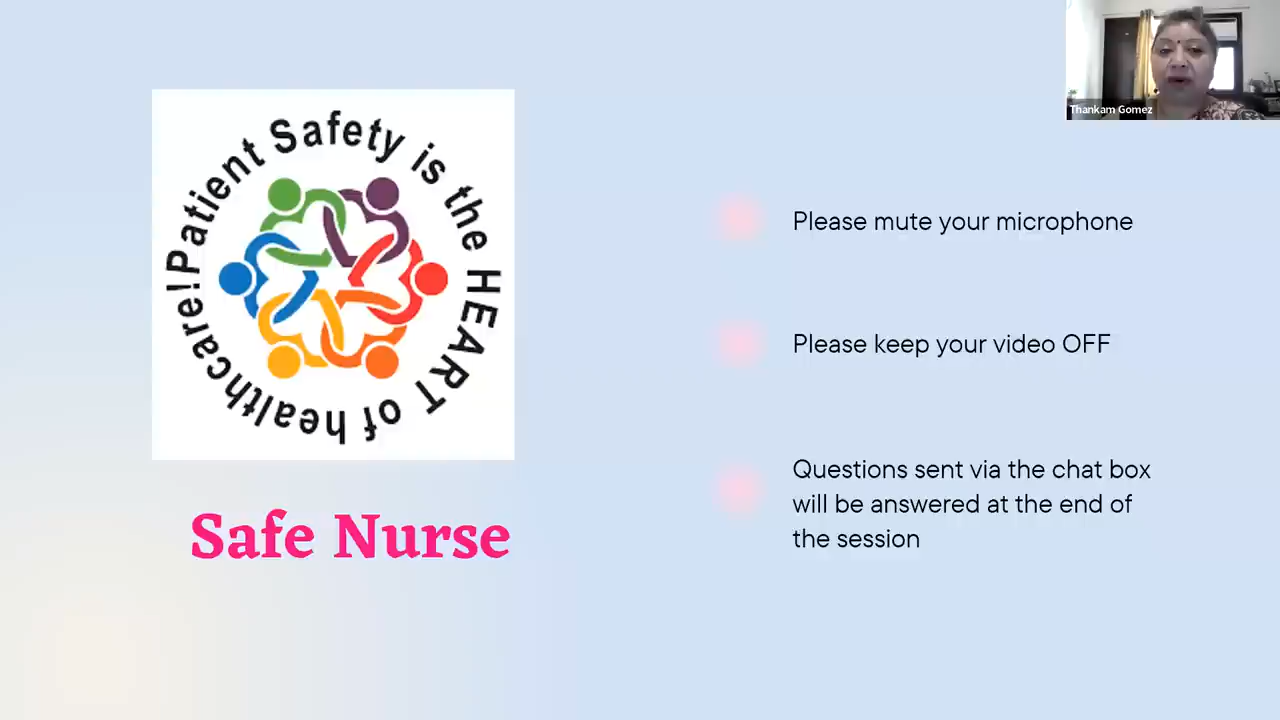 Thankam Gomez
Patient Safety is the HEART of healthcare!
Safe Nurse
Please mute your microphone
Please keep your video OFF
Questions sent via the chat box
will be answered at the end of
the session